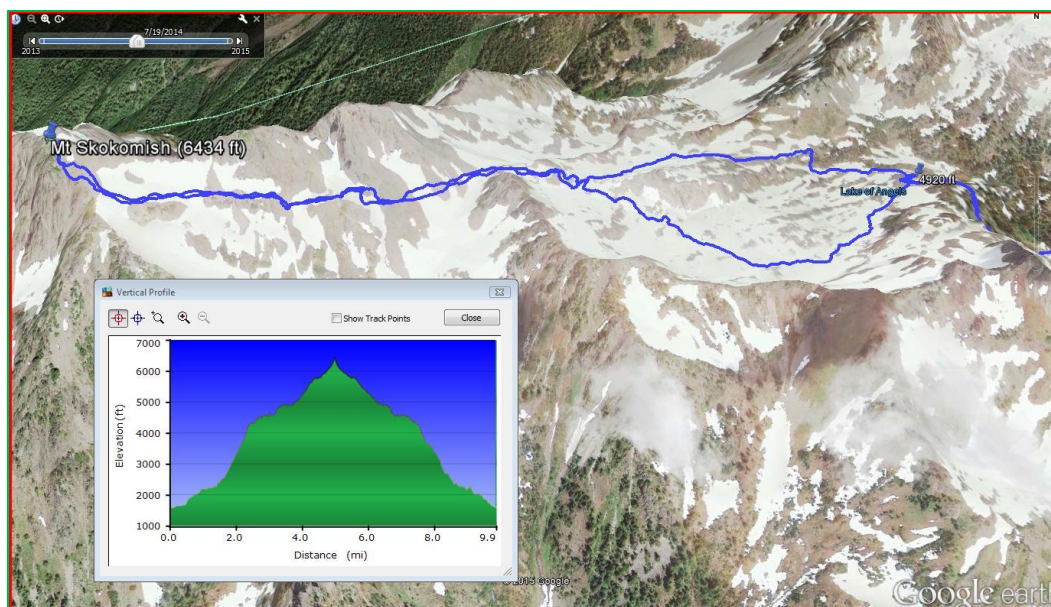 7/19/2014
2013 2015
N
Mt Skokomish (6434 ft)
4920 ft
Lake of Angels
Vertical Profile
Show Track Points
Close
7000
6000
5000
4000
3000
2000
1000
Elevation (ft)
0.0 2.0 4.0 6.0 8.0 9.9
Distance (mi)
© 2015 Google
Google earth